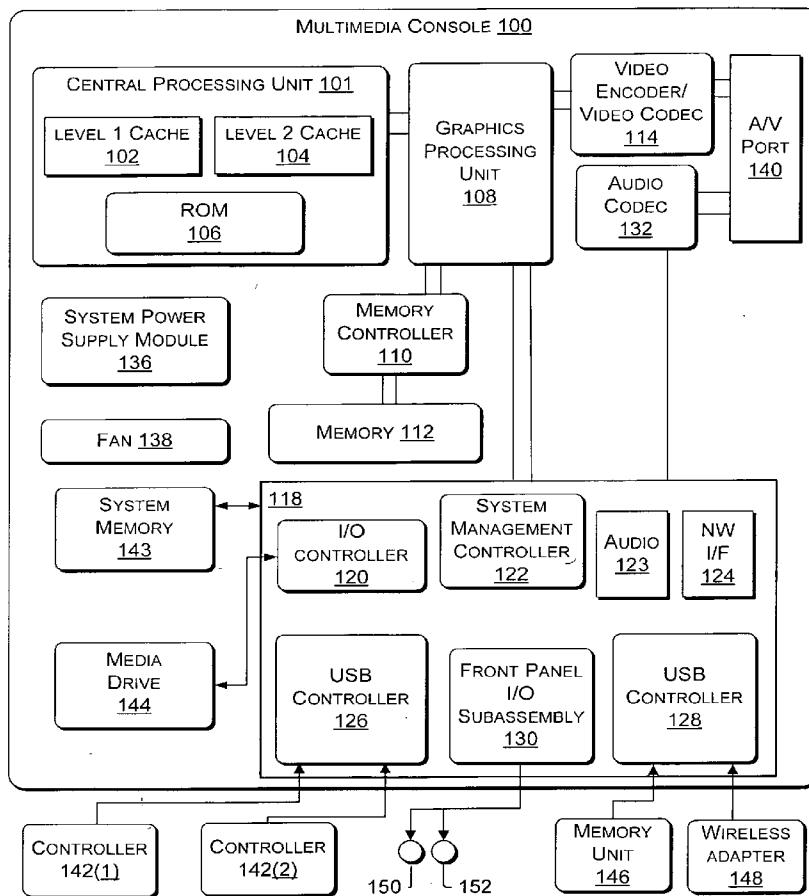 MULTIMEDIA CONSOLE 100
CENTRAL PROCESSING UNIT 101
LEVEL 1 CACHE
102
LEVEL 2 CACHE
104
ROM
106
GRAPHICS
PROCESSING
UNIT
108
VIDEO
ENCODER/
VIDEO CODEC
114
A/V
PORT
140
AUDIO
CODEC
132
SYSTEM POWER
SUPPLY MODULE
136
MEMORY
CONTROLLER
110
FAN 138
MEMORY 112
SYSTEM
MEMORY
143
118
I/O
CONTROLLER
120
SYSTEM
MANAGEMENT
CONTROLLER
122
AUDIO
123
NW
I/F
124
MEDIA
DRIVE
144
USB
CONTROLLER
126
FRONT PANEL
I/O
SUBASSEMBLY
130
USB
CONTROLLER
128
CONTROLLER
142(1)
CONTROLLER
142(2)
150
152
MEMORY
UNIT
146
WIRELESS
ADAPTER
148